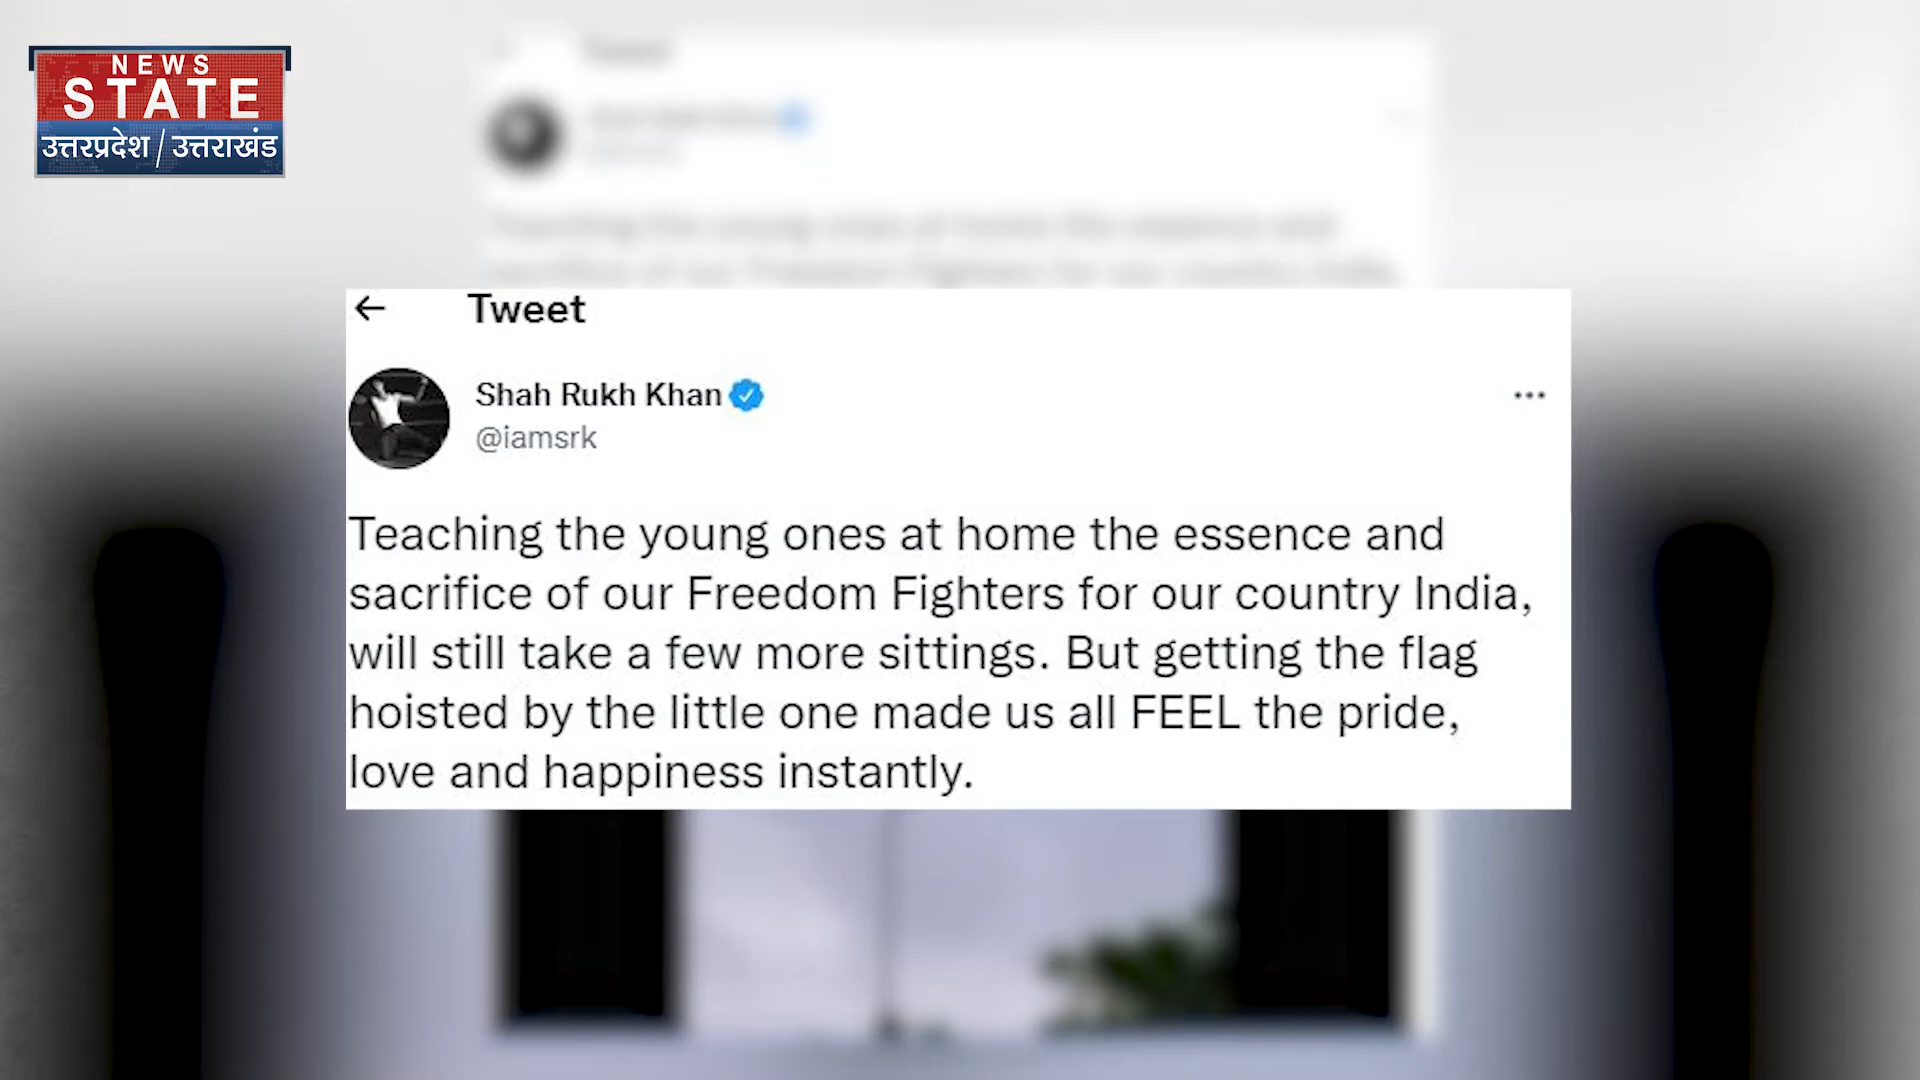 NEWS
STATE
उत्तरप्रदेश/उत्तराखंड
Tweet
Shah Rukh Khan
@iamsrk
Teaching the young ones at home the essence and
sacrifice of our Freedom Fighters for our country India,
will still take a few more sittings. But getting the flag
hoisted by the little one made us all FEEL the pride,
love and happiness instantly.